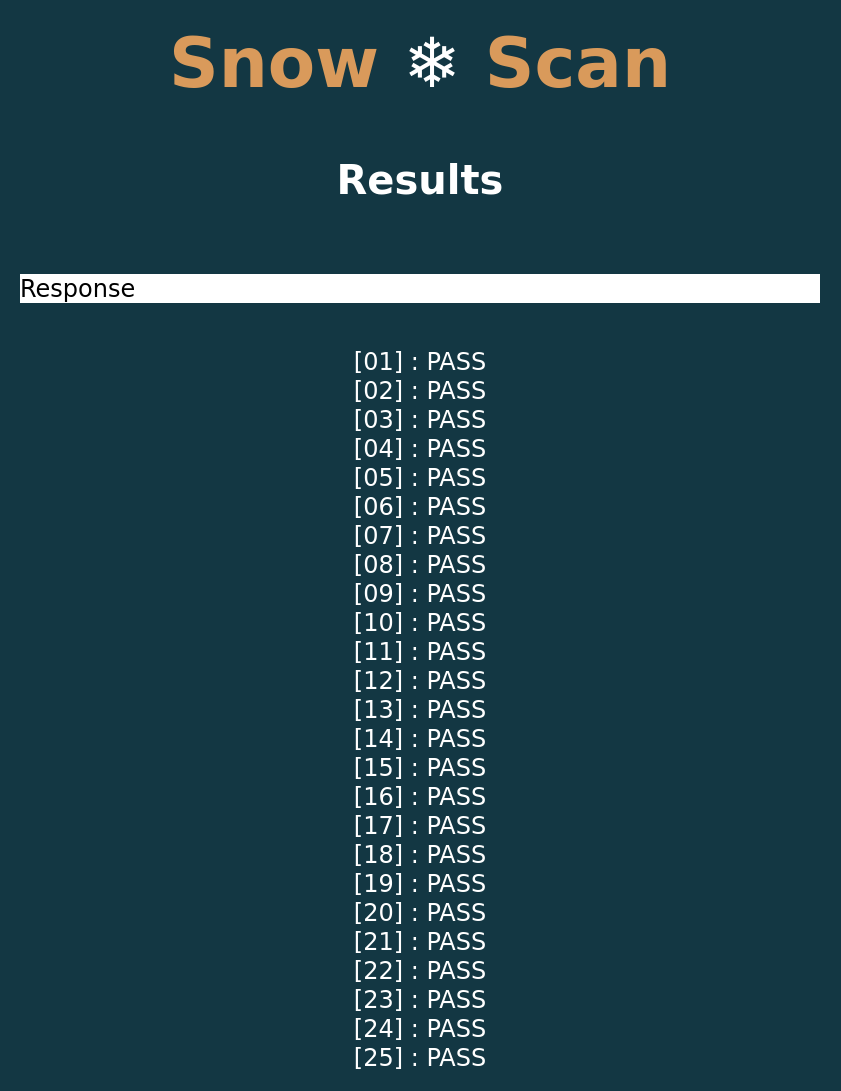 Snow ❄ Scan
Results
Response
[01] : PASS
[02] : PASS
[03] : PASS
[04] : PASS
[05] : PASS
[06] : PASS
[07] : PASS
[08] : PASS
[09] : PASS
[10] : PASS
[11] : PASS
[12] : PASS
[13] : PASS
[14] : PASS
[15] : PASS
[16] : PASS
[17] : PASS
[18] : PASS
[19] : PASS
[20] : PASS
[21] : PASS
[22] : PASS
[23] : PASS
[24] : PASS
[25] : PASS